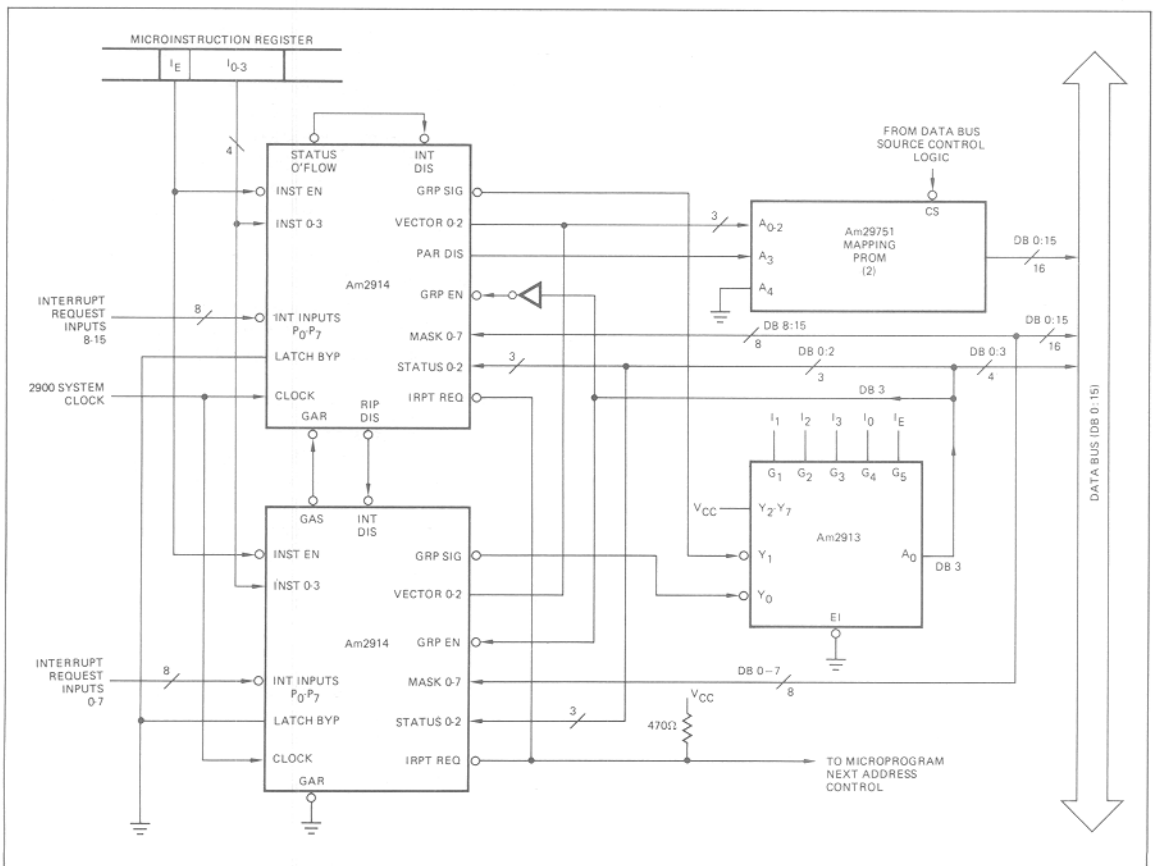 MICROINSTRUCTION REGISTER
IE
I0-3
4
STATUS
O'FLOW
INT
DIS
INST EN
GRP SIG
INST 0-3
VECTOR 0-2
PAR DIS
Am2914
GRP EN
INTERRUPT
REQUEST
INPUTS
8-15
8
INT INPUTS
P0-P7
MASK 0-7
LATCH BYP
STATUS 0-2
3
2900 SYSTEM
CLOCK
CLOCK
RIP
DIS
IRPT REQ
GAR
FROM DATA BUS
SOURCE CONTROL
LOGIC
CS
3
A0-2
Am29751
MAPPING
PROM
(2)
A3
A4
DB 0:15
16
DB 8:15
8
DB 0:15
16
DB 0:2
3
DB 0:3
4
DB 3
I1
I2
I3
I0
IE
G1
G2
G3
G4
G5
VCC
Y2-Y7
Am2913
Y1
A0
DB 3
Y0
EI
DATA BUS (DB 0:15)
GAS
INT
DIS
INST EN
GRP SIG
INST 0-3
VECTOR 0-2
Am2914
GRP EN
INTERRUPT
REQUEST
INPUTS
0-7
8
INT INPUTS
P0-P7
MASK 0-7
DB 0–7
8
LATCH BYP
STATUS 0-2
3
VCC
470Ω
CLOCK
IRPT REQ
GAR
TO MICROPROGRAM
NEXT ADDRESS
CONTROL